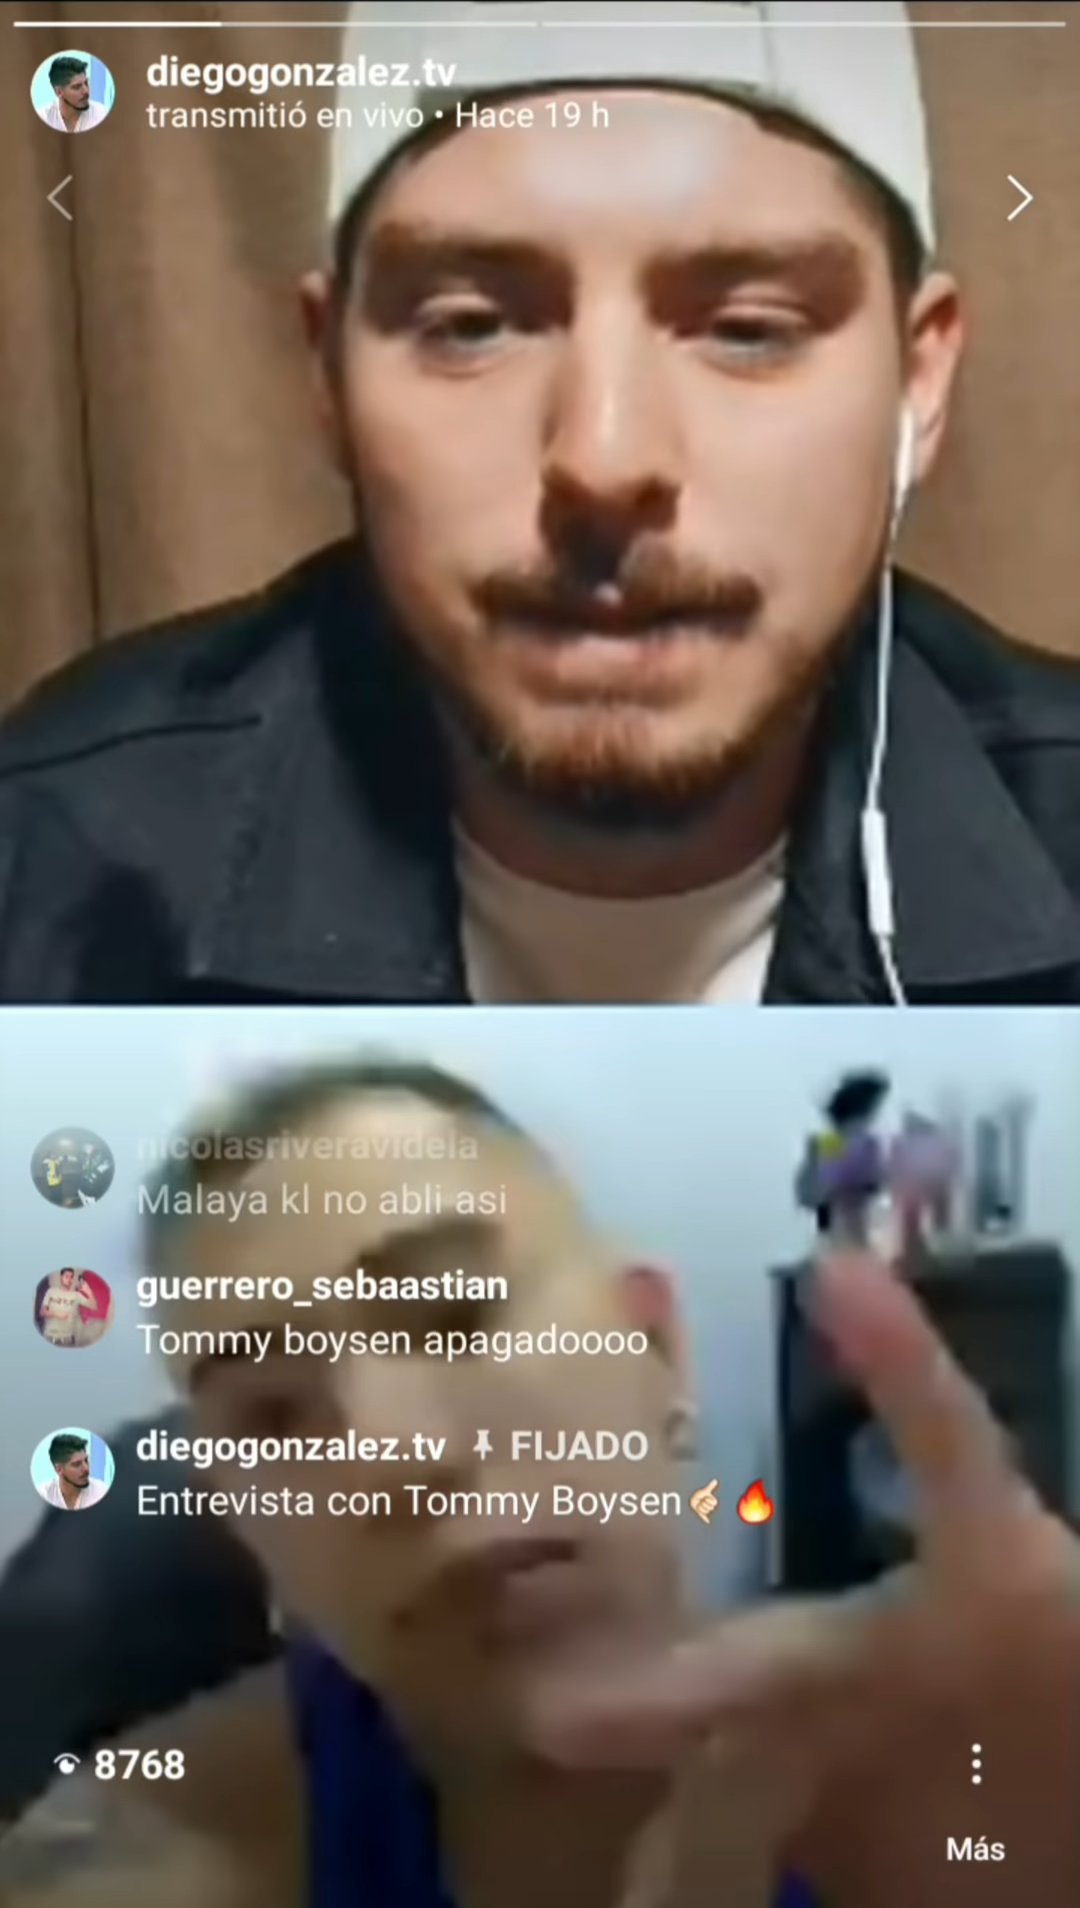 diegogonzalez.tv
transmitió en vivo • Hace 19 h
nicolasriveravidela
Malaya kl no abli asi
guerrero_sebaastian
Tommy boysen apagadoooo
diegogonzalez.tv FIJADO
Entrevista con Tommy Boysen🤙🏻🔥
8768
Más